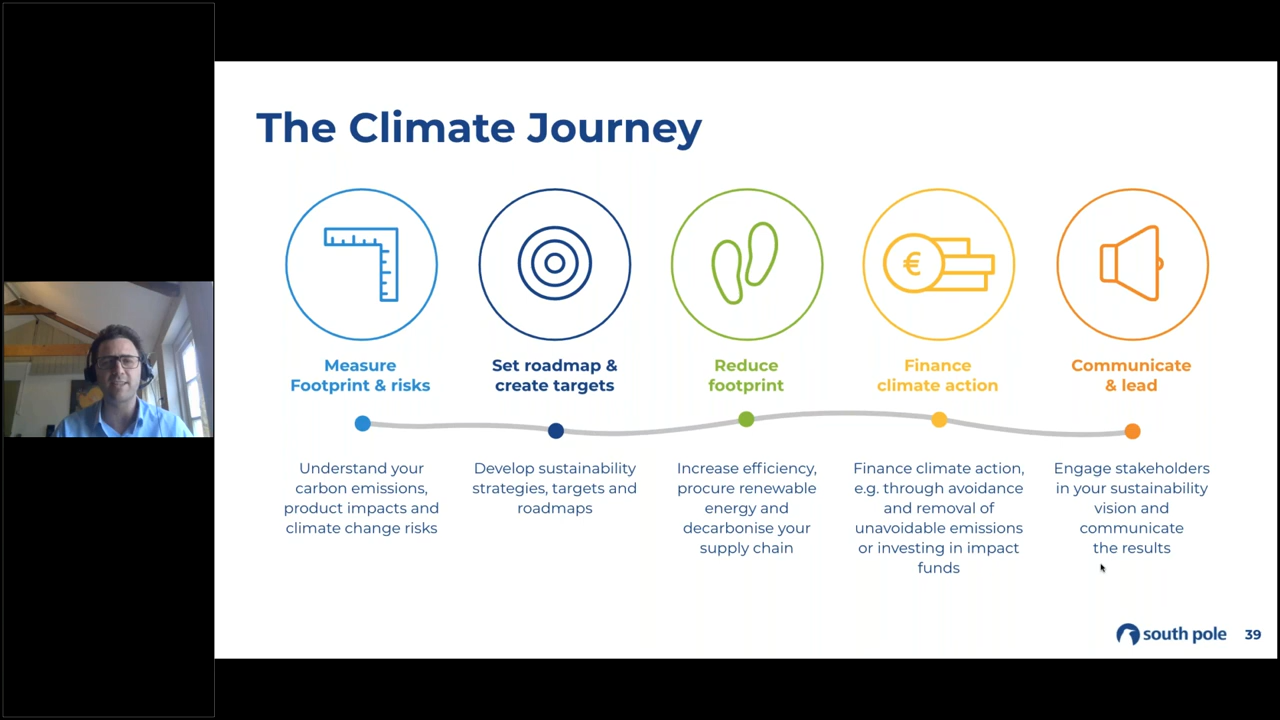 The Climate Journey
€
Measure
Footprint & risks
Understand your
carbon emissions,
product impacts and
climate change risks
Set roadmap &
create targets
Develop sustainability
strategies, targets and
roadmaps
Reduce
footprint
Increase efficiency,
procure renewable
energy and
decarbonise your
supply chain
Finance
climate action
Finance climate action,
e.g. through avoidance
and removal of
unavoidable emissions
or investing in impact
funds
Communicate
& lead
Engage stakeholders
in your sustainability
vision and
communicate
the results
south pole
39